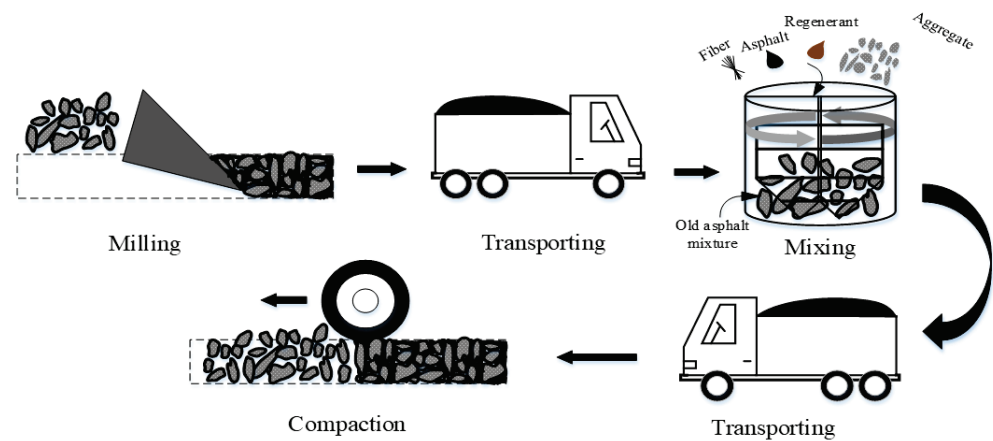 Regenerant
Asphalt
Fiber
Aggregate
Old asphalt
mixture
Milling
Transporting
Mixing
Compaction
Transporting